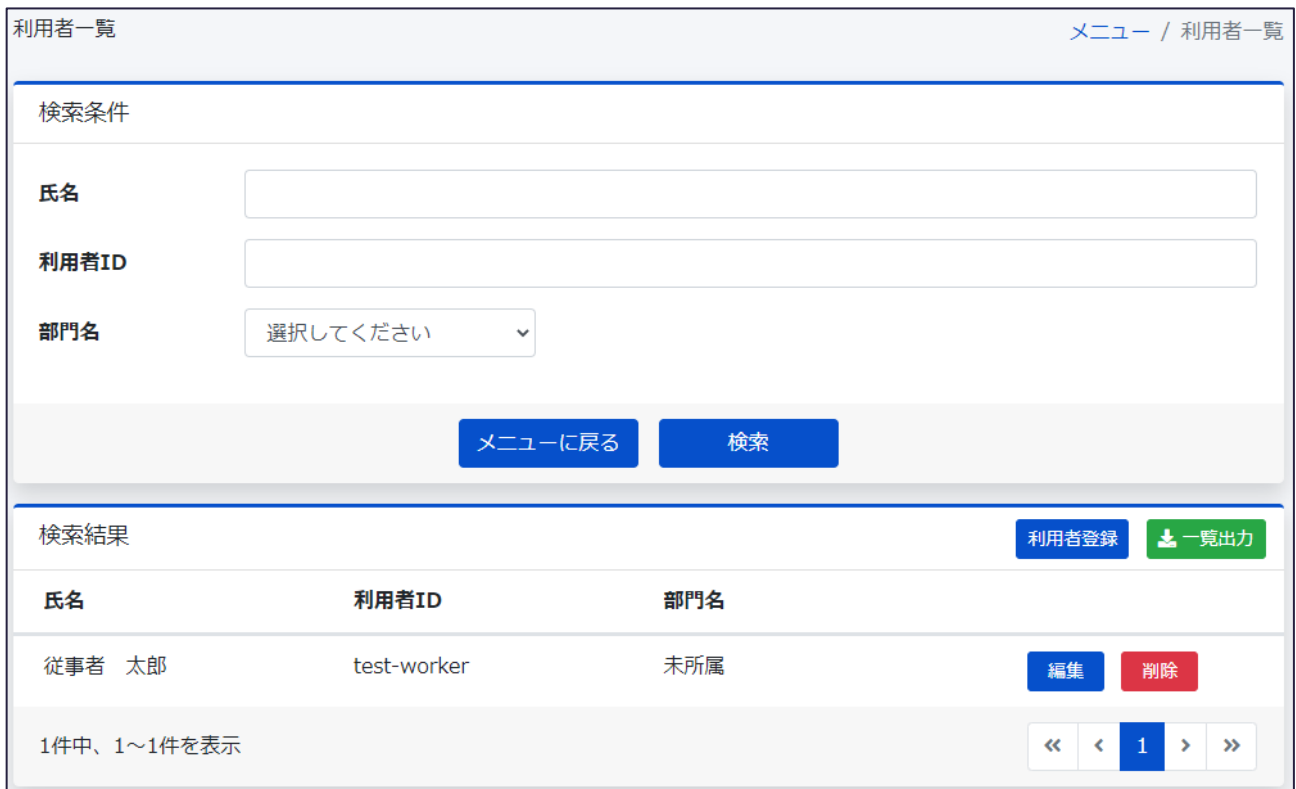 利用者一覧
メニュー / 利用者一覧
検索条件
氏名
利用者ID
部門名 選択してください
メニューに戻る 検索
検索結果 利用者登録 一覧出力
氏名 利用者ID 部門名
従事者　太郎 test-worker 未所属 編集 削除
1件中、1～1件を表示 « ‹ 1 › »